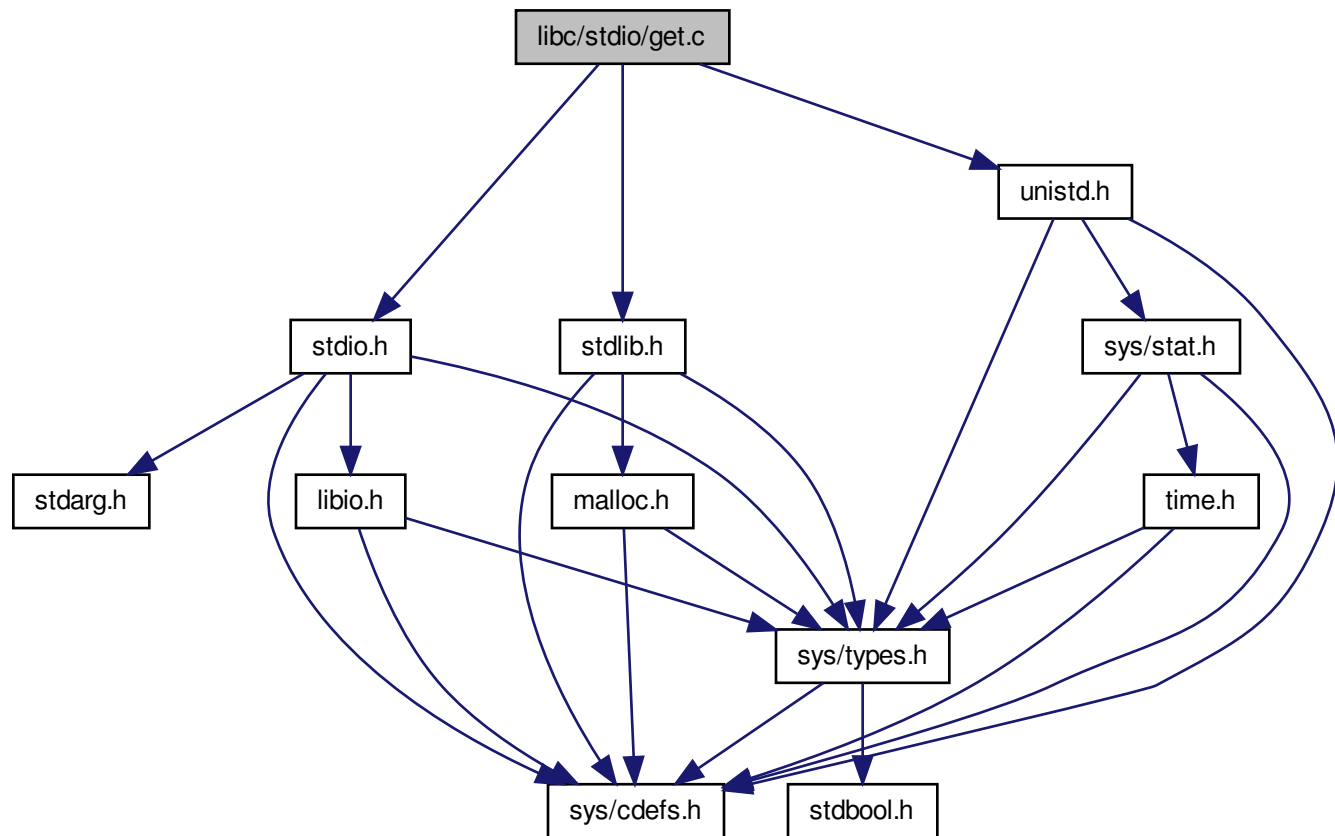 libc/stdio/get.c
unistd.h
stdio.h
stdlib.h
sys/stat.h
stdarg.h
libio.h
malloc.h
time.h
sys/types.h
sys/cdefs.h
stdbool.h